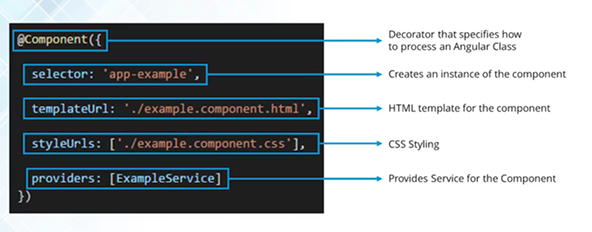 @Component({
Decorator that specifies how
to process an Angular Class
selector: 'app-example',
Creates an instance of the component
templateUrl: './example.component.html',
HTML template for the component
styleUrls: ['./example.component.css'],
CSS Styling
providers: [ExampleService]
Provides Service for the Component
})